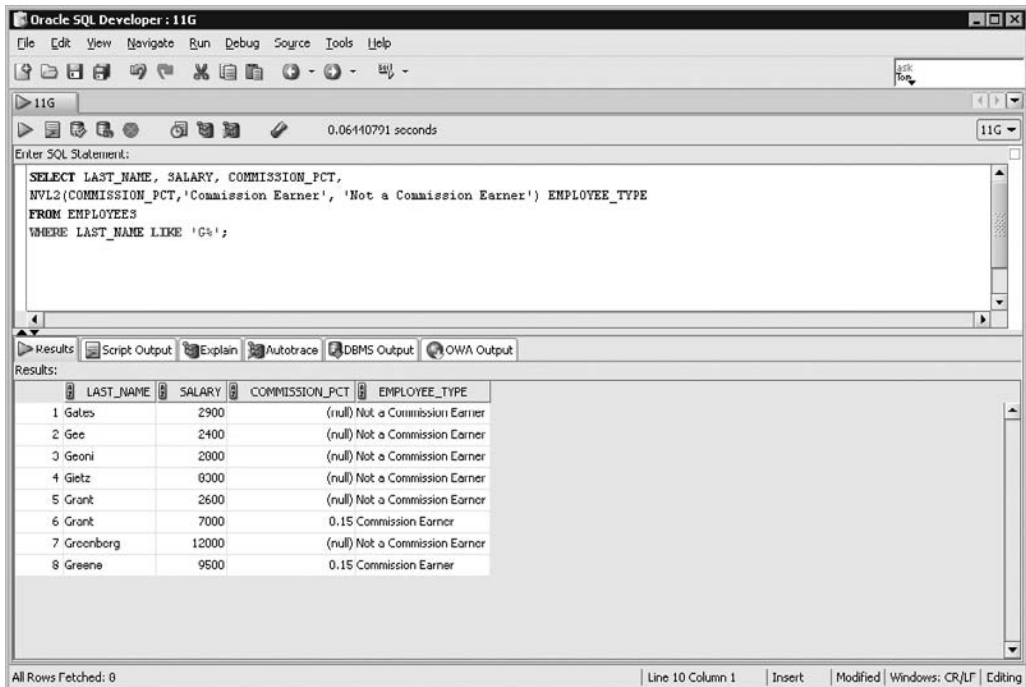 Oracle SQL Developer : 11G
File Edit View Navigate Run Debug Source Tools Help
ask Tom
11G
0.06440791 seconds 11G
Enter SQL Statement:
SELECT LAST_NAME, SALARY, COMMISSION_PCT,
NVL2(COMMISSION_PCT,'Commission Earner', 'Not a Commission Earner') EMPLOYEE_TYPE
FROM EMPLOYEES
WHERE LAST_NAME LIKE 'G%';
Results Script Output Explain Autotrace DBMS Output OWA Output
Results:
LAST_NAME SALARY COMMISSION_PCT EMPLOYEE_TYPE
1 Gates 2900 (null) Not a Commission Earner
2 Gee 2400 (null) Not a Commission Earner
3 Geoni 2800 (null) Not a Commission Earner
4 Gietz 8300 (null) Not a Commission Earner
5 Grant 2600 (null) Not a Commission Earner
6 Grant 7000 0.15 Commission Earner
7 Greenberg 12000 (null) Not a Commission Earner
8 Greene 9500 0.15 Commission Earner
All Rows Fetched: 8 Line 10 Column 1 Insert Modified Windows: CR/LF Editing